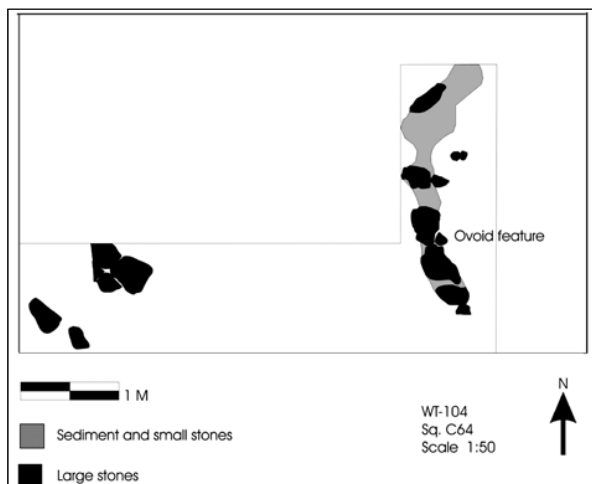 Ovoid feature
1 M
N
WT-104
Sq. C64
Scale 1:50
Sediment and small stones
Large stones